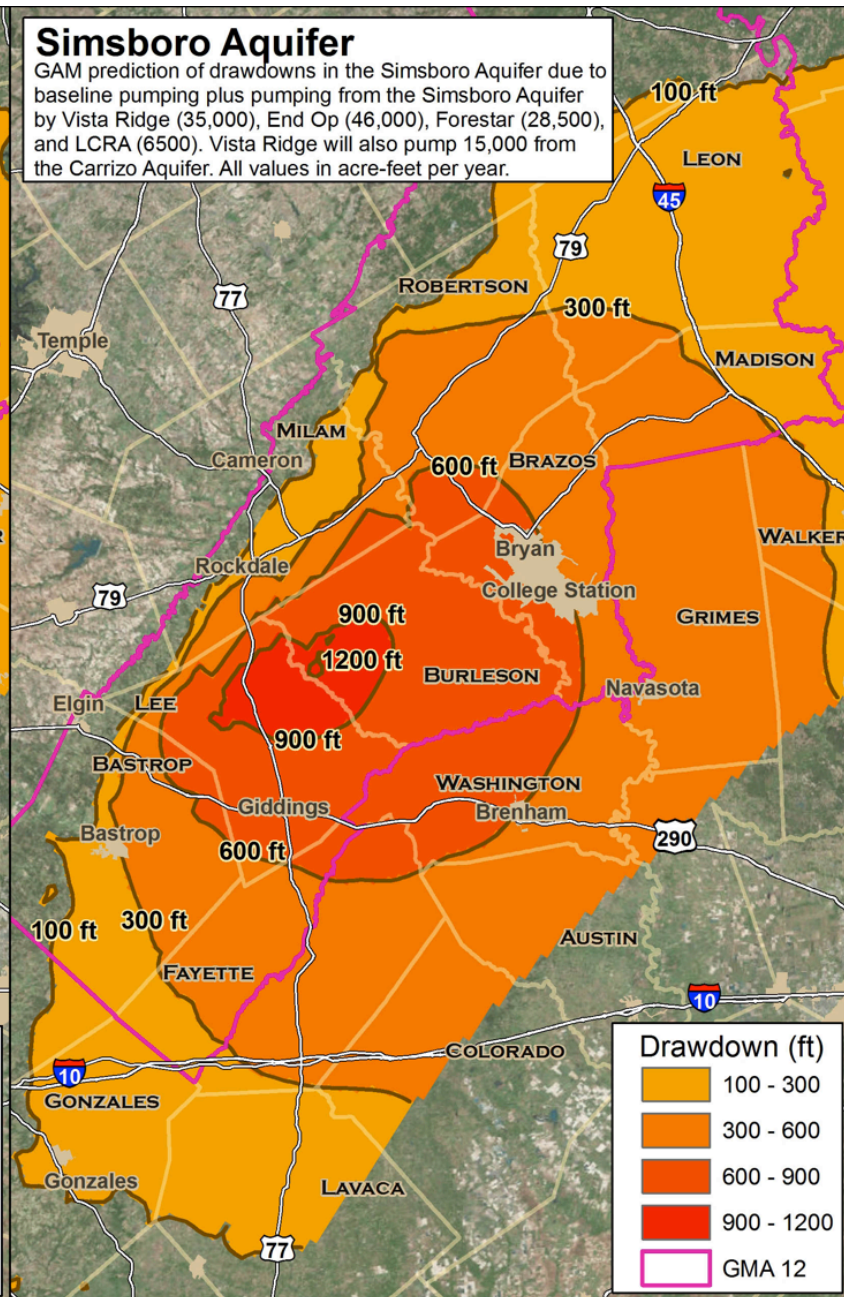 Simsboro Aquifer
GAM prediction of drawdowns in the Simsboro Aquifer due to
baseline pumping plus pumping from the Simsboro Aquifer
by Vista Ridge (35,000), End Op (46,000), Forestar (28,500),
and LCRA (6500). Vista Ridge will also pump 15,000 from
the Carrizo Aquifer. All values in acre-feet per year.
100 ft
LEON
45
79
77
ROBERTSON
300 ft
Temple
MADISON
MILAM
Cameron
600 ft
BRAZOS
R
WALKER
Bryan
Rockdale
College Station
79
900 ft
GRIMES
1200 ft
BURLESON
Navasota
Elgin
LEE
900 ft
BASTROP
WASHINGTON
Giddings
Brenham
Bastrop
290
600 ft
100 ft
300 ft
AUSTIN
FAYETTE
10
COLORADO
10
GONZALES
Gonzales
LAVACA
77
Drawdown (ft)
100 - 300
300 - 600
600 - 900
900 - 1200
GMA 12